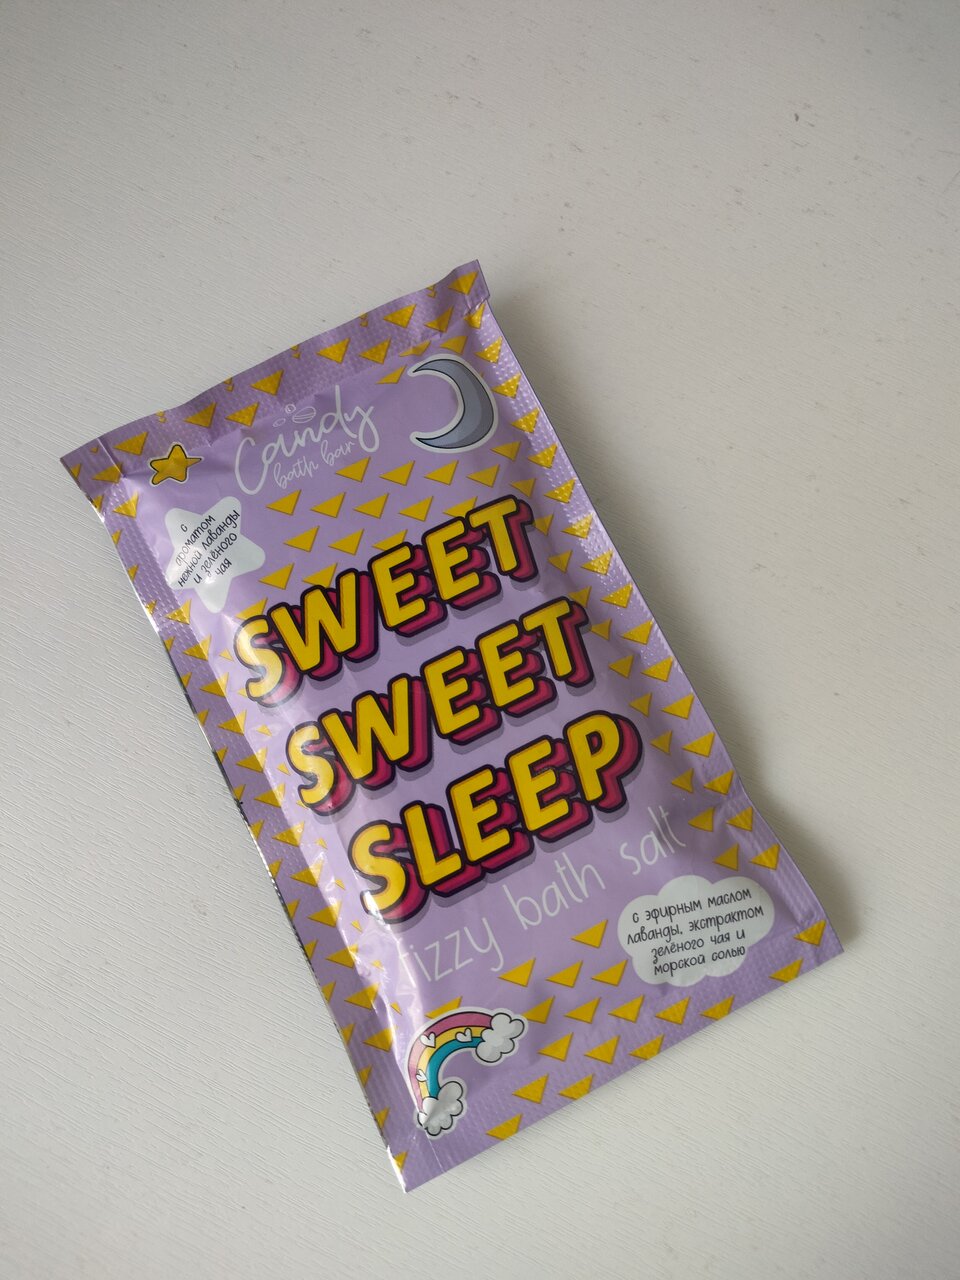 Candy
bath bar
с
ароматом
нежной лаванды
и зелёного
чая
SWEET
SWEET
SLEEP
fizzy bath salt
с эфирным маслом
лаванды, экстрактом
зелёного чая и
морской солью